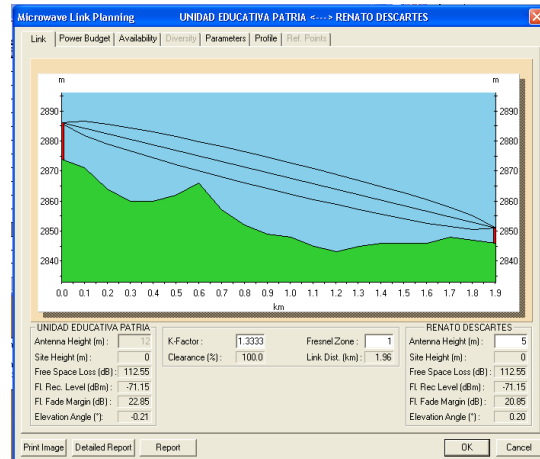 Microwave Link Planning UNIDAD EDUCATIVA PATRIA <---> RENATO DESCARTES
Link Power Budget Availability Diversity Parameters Profile Ref. Points
m m
2890 2890
2880 2880
2870 2870
2860 2860
2850 2850
2840 2840
0.0 0.1 0.2 0.3 0.4 0.5 0.6 0.7 0.8 0.9 1.0 1.1 1.2 1.3 1.4 1.5 1.6 1.7 1.8 1.9
km
UNIDAD EDUCATIVA PATRIA
Antenna Height (m) : 12
Site Height (m) : 0
Free Space Loss (dB) : 112.55
Fl. Rec. Level (dBm) : -71.15
Fl. Fade Margin (dB) : 22.85
Elevation Angle (°): -0.21
K-Factor : 1.3333 Fresnel Zone : 1
Clearance (%) : 100.0 Link Dist. (km) : 1.96
RENATO DESCARTES
Antenna Height (m) : 5
Site Height (m) : 0
Free Space Loss (dB) : 112.55
Fl. Rec. Level (dBm) : -71.15
Fl. Fade Margin (dB) : 20.85
Elevation Angle (°) : 0.20
Print Image Detailed Report Report OK Cancel